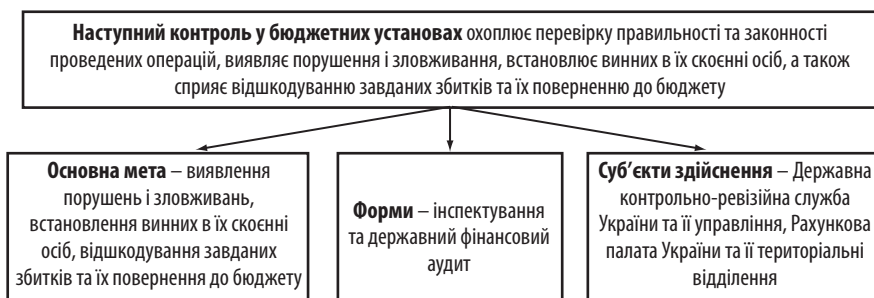 Наступний контроль у бюджетних установах охоплює перевірку правильності та законності
проведених операцій, виявляє порушення і зловживання, встановлює винних в їх скоєнні осіб, а також
сприяє відшкодуванню завданих збитків та їх поверненню до бюджету
Основна мета – виявлення
порушень і зловживань,
встановлення винних в їх скоєнні
осіб, відшкодування завданих
збитків та їх повернення до бюджету
Форми – інспектування
та державний фінансовий
аудит
Суб’єкти здійснення – Державна
контрольно-ревізійна служба
України та її управління, Рахункова
палата України та її територіальні
відділення